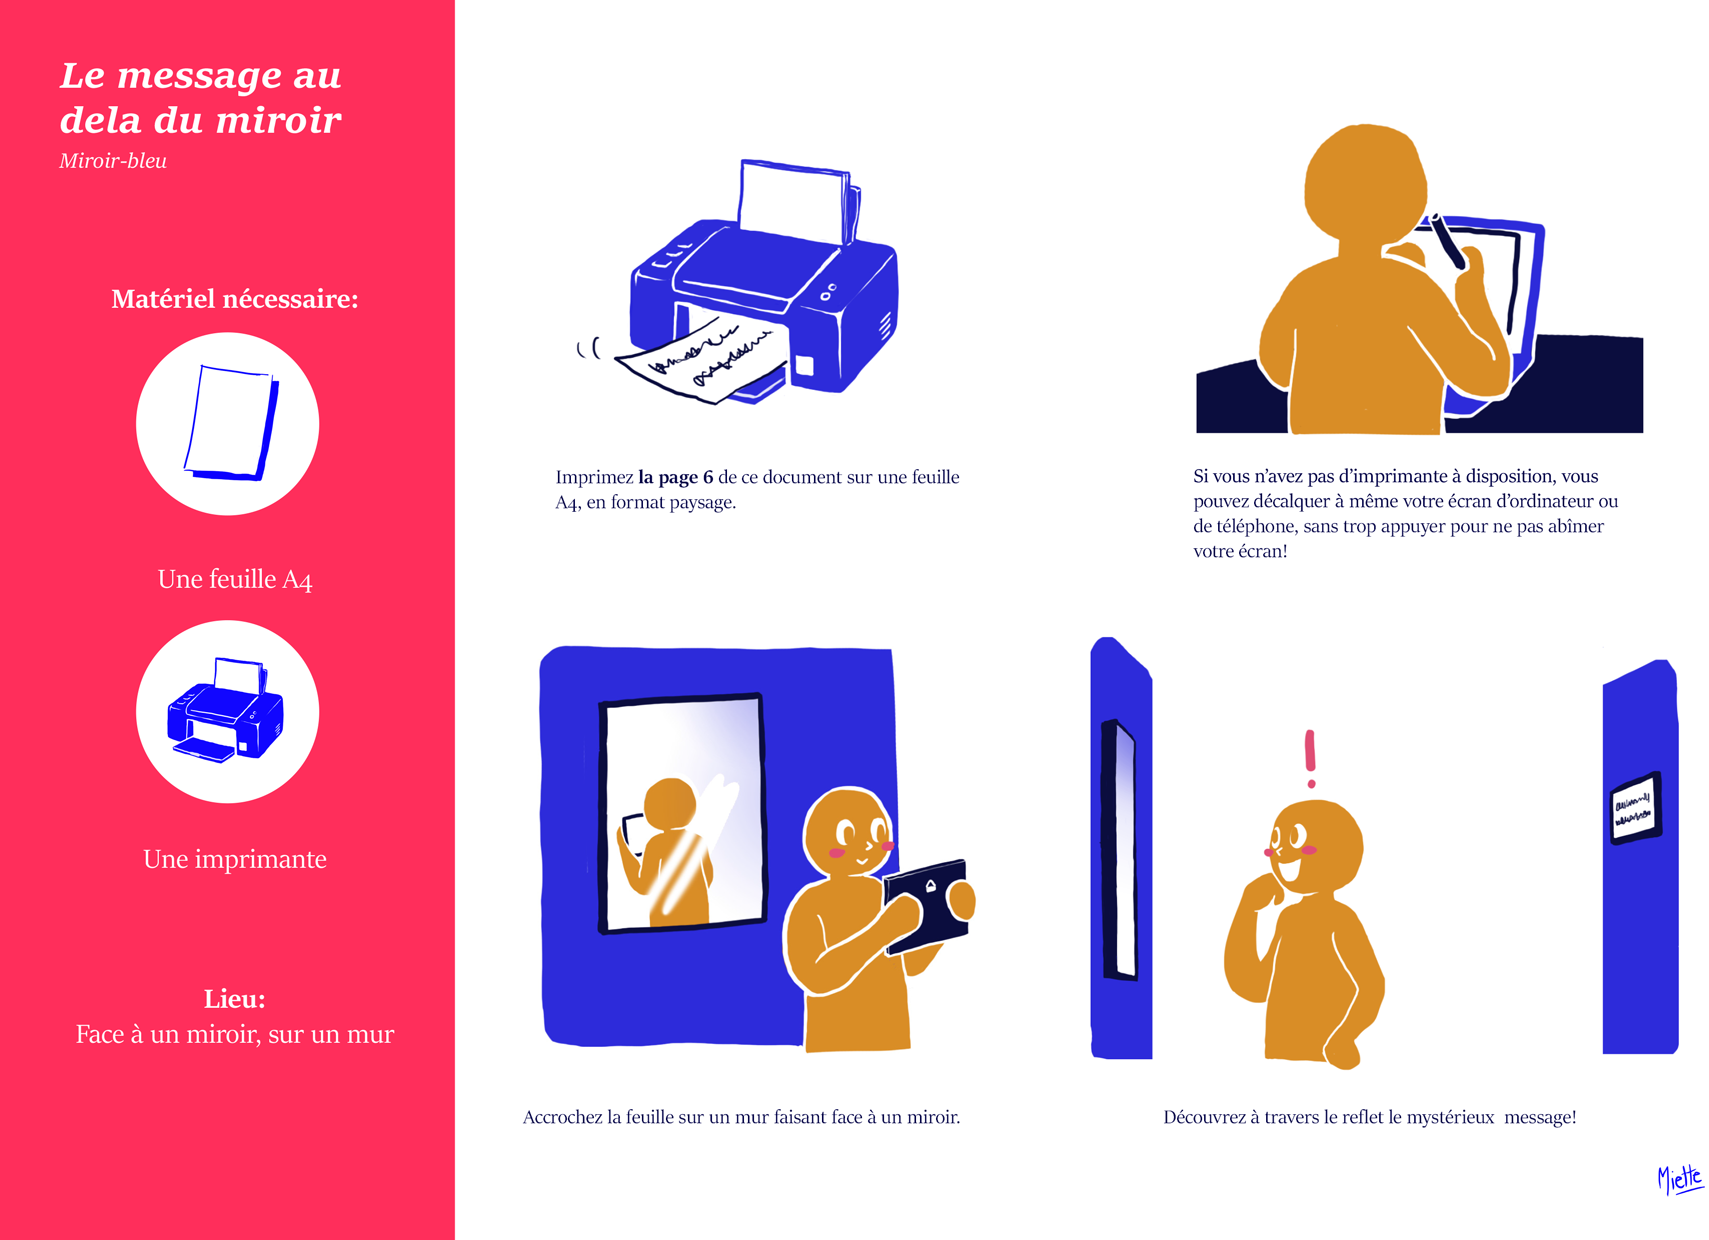 Le message au
dela du miroir
Miroir-bleu
Matériel nécessaire:
Une feuille A4
Une imprimante
Lieu:
Face à un miroir, sur un mur
Imprimez la page 6 de ce document sur une feuille
A4, en format paysage.
Si vous n’avez pas d’imprimante à disposition, vous
pouvez décalquer à même votre écran d’ordinateur ou
de téléphone, sans trop appuyer pour ne pas abîmer
votre écran!
Accrochez la feuille sur un mur faisant face à un miroir.
!
Découvrez à travers le reflet le mystérieux  message!
Miette